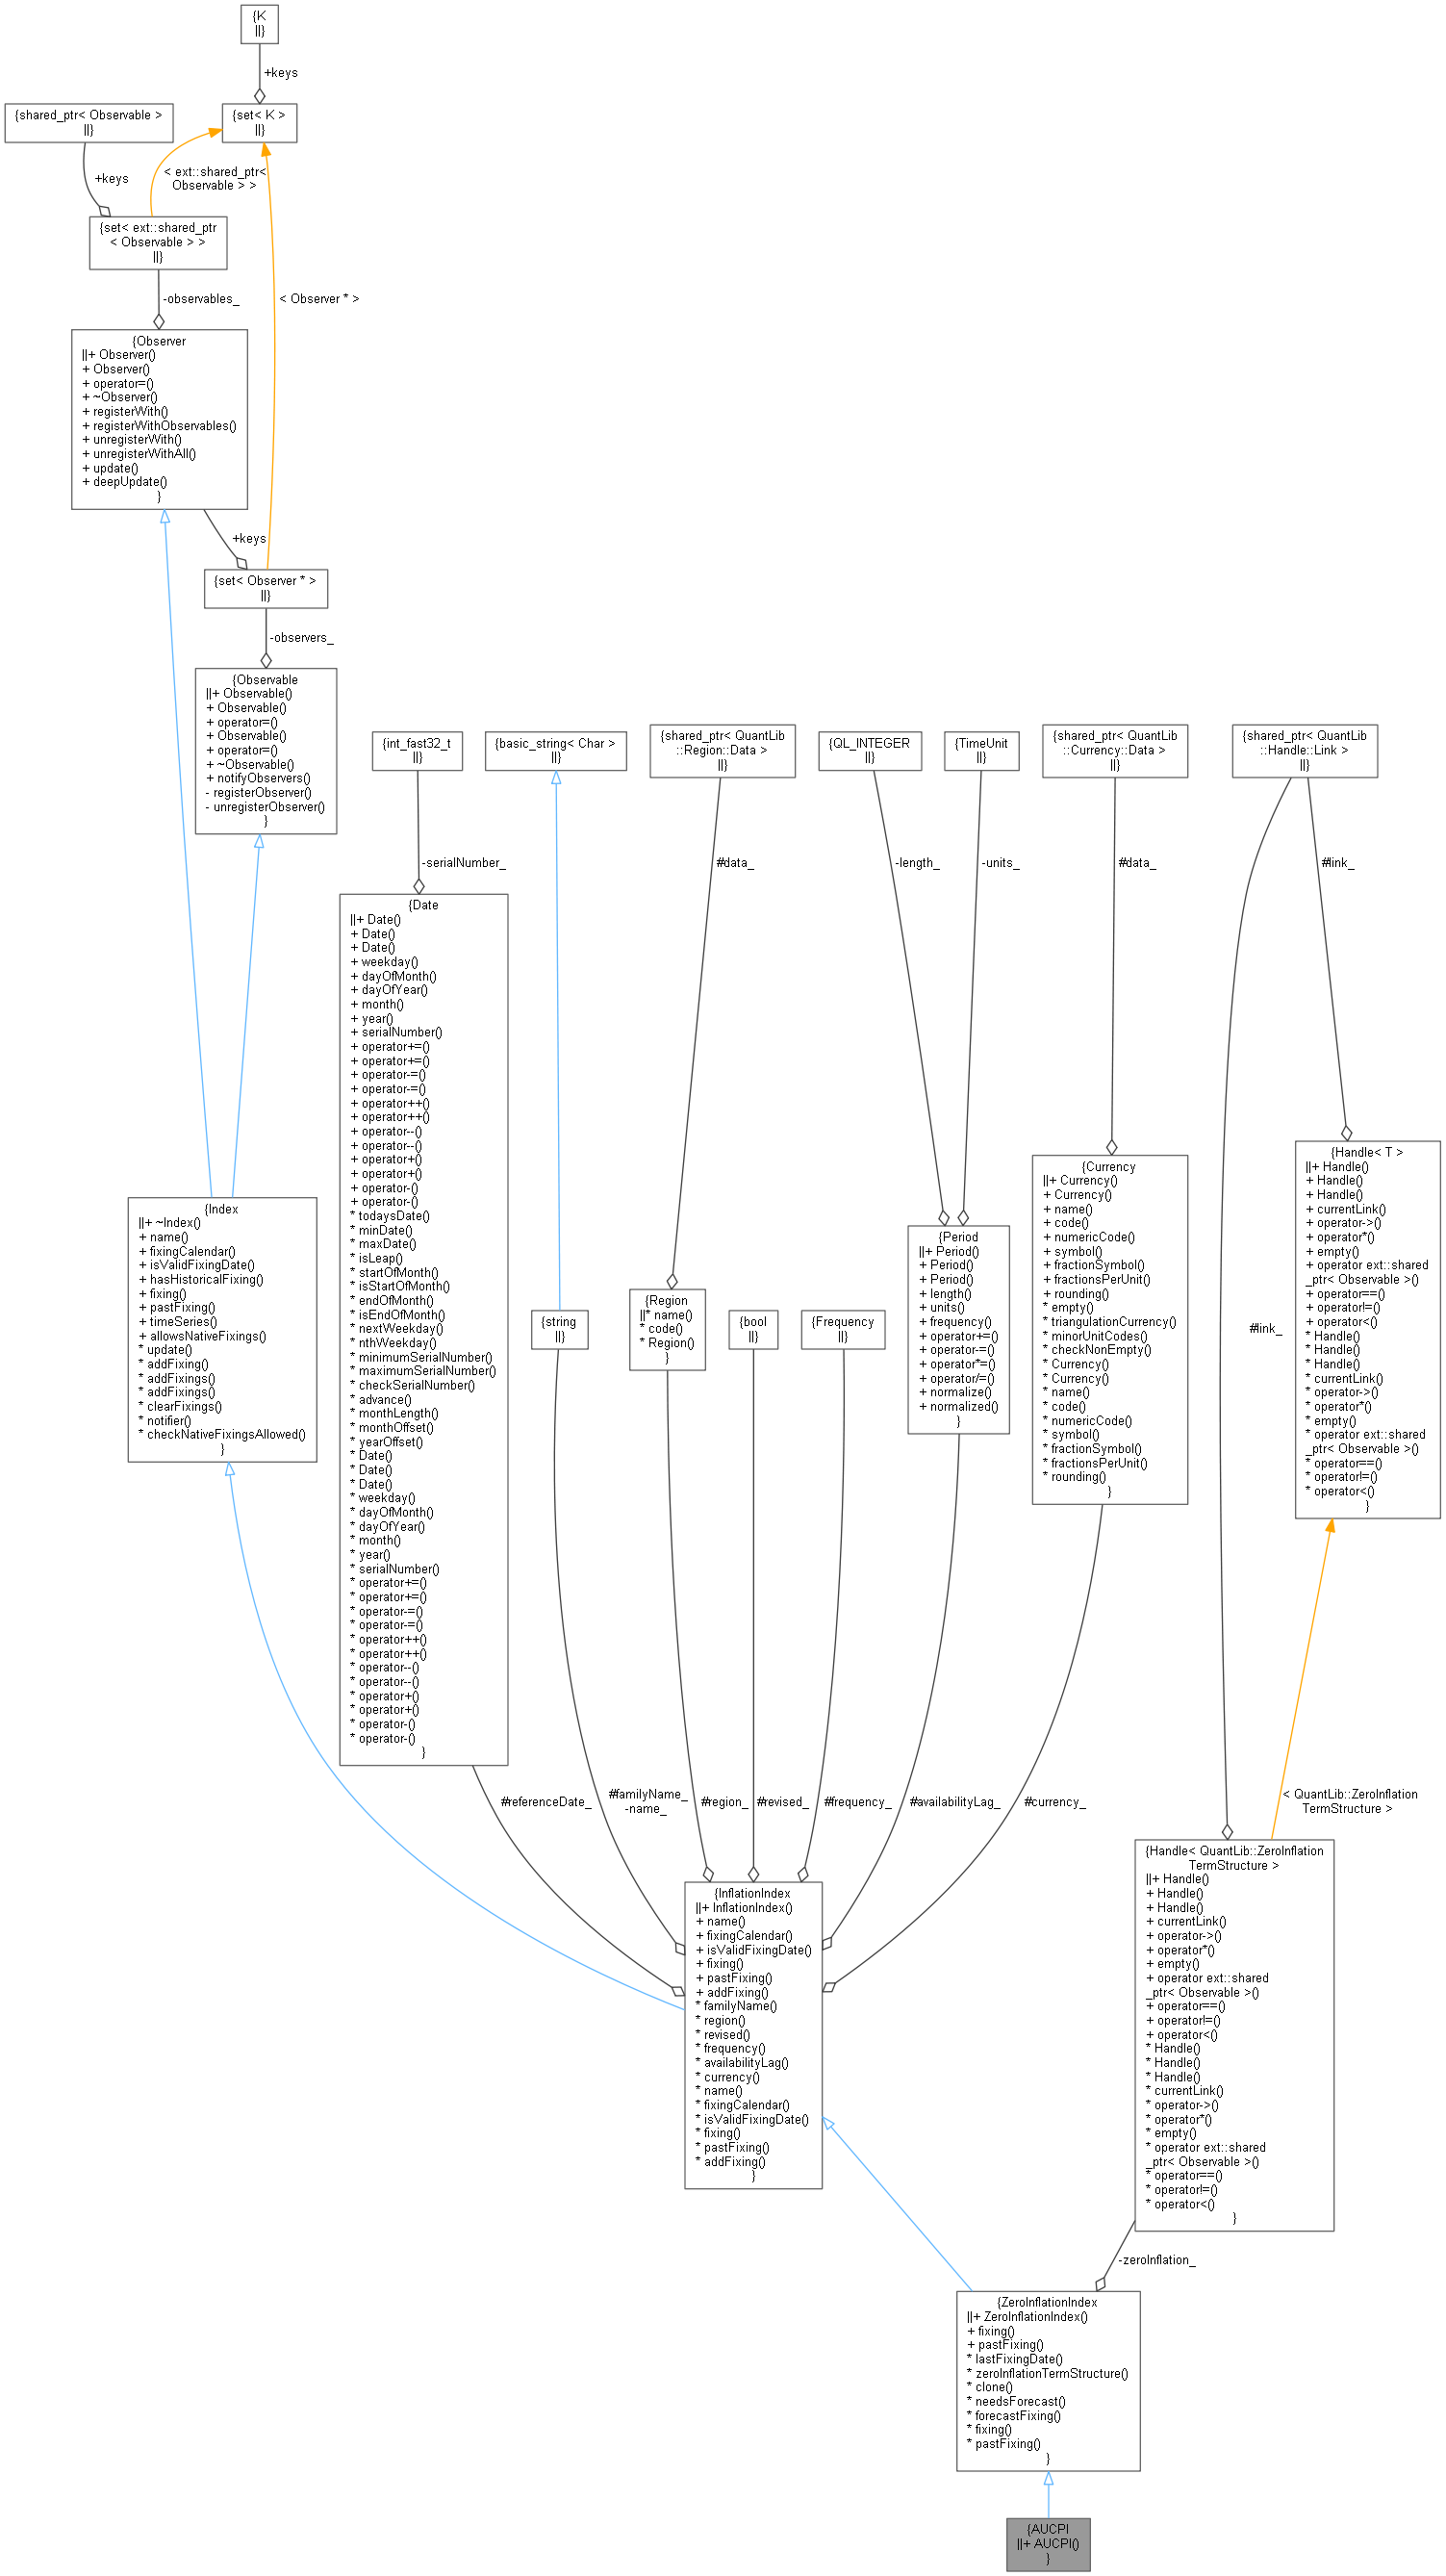 {K
||}
+keys
{shared_ptr< Observable >
||}
{set< K >
||}
+keys
< ext::shared_ptr<
Observable > >
{set< ext::shared_ptr
< Observable > >
||}
-observables_
< Observer * >
{Observer
||+ Observer()
+ Observer()
+ operator=()
+ ~Observer()
+ registerWith()
+ registerWithObservables()
+ unregisterWith()
+ unregisterWithAll()
+ update()
+ deepUpdate()
}
+keys
{set< Observer * >
||}
-observers_
{Observable
||+ Observable()
+ Observable()
+ operator=()
+ Observable()
+ operator=()
+ ~Observable()
+ notifyObservers()
- registerObserver()
- unregisterObserver()
}
{int_fast32_t
||}
{basic_string< Char >
||}
{shared_ptr< QuantLib
::Region::Data >
||}
{QL_INTEGER
||}
{TimeUnit
||}
{shared_ptr< QuantLib
::Currency::Data >
||}
{shared_ptr< QuantLib
::Handle::Link >
||}
-serialNumber_
#data_
-length_
-units_
#data_
#link_
{Date
||+ Date()
+ Date()
+ Date()
+ weekday()
+ dayOfMonth()
+ dayOfYear()
+ month()
+ year()
+ serialNumber()
+ operator+=()
+ operator+=()
+ operator-=()
+ operator-=()
+ operator++()
+ operator++()
+ operator--()
+ operator--()
+ operator+()
+ operator+()
+ operator-()
+ operator-()
* todaysDate()
* minDate()
* maxDate()
* isLeap()
* startOfMonth()
* isStartOfMonth()
* endOfMonth()
* isEndOfMonth()
* nextWeekday()
* nthWeekday()
* minimumSerialNumber()
* maximumSerialNumber()
* checkSerialNumber()
* advance()
* monthLength()
* monthOffset()
* yearOffset()
* Date()
* Date()
* Date()
* weekday()
* dayOfMonth()
* dayOfYear()
* month()
* year()
* serialNumber()
* operator+=()
* operator+=()
* operator-=()
* operator-=()
* operator++()
* operator++()
* operator--()
* operator--()
* operator+()
* operator+()
* operator-()
* operator-()
}
{Index
||+ ~Index()
+ name()
+ fixingCalendar()
+ isValidFixingDate()
+ hasHistoricalFixing()
+ fixing()
+ pastFixing()
+ timeSeries()
+ allowsNativeFixings()
* update()
* addFixing()
* addFixings()
* addFixings()
* clearFixings()
* notifier()
* checkNativeFixingsAllowed()
}
{string
||}
{Region
||* name()
* code()
* Region()
}
{bool
||}
{Frequency
||}
{Period
||+ Period()
+ Period()
+ Period()
+ length()
+ units()
+ frequency()
+ operator+=()
+ operator-=()
+ operator*=()
+ operator/=()
+ normalize()
+ normalized()
}
{Currency
||+ Currency()
+ Currency()
+ name()
+ code()
+ numericCode()
+ symbol()
+ fractionSymbol()
+ fractionsPerUnit()
+ rounding()
* empty()
* triangulationCurrency()
* minorUnitCodes()
* checkNonEmpty()
* Currency()
* Currency()
* name()
* code()
* numericCode()
* symbol()
* fractionSymbol()
* fractionsPerUnit()
* rounding()
}
#link_
{Handle< T >
||+ Handle()
+ Handle()
+ Handle()
+ currentLink()
+ operator->()
+ operator*()
+ empty()
+ operator ext::shared
_ptr< Observable >()
+ operator==()
+ operator!=()
+ operator<()
* Handle()
* Handle()
* Handle()
* currentLink()
* operator->()
* operator*()
* empty()
* operator ext::shared
_ptr< Observable >()
* operator==()
* operator!=()
* operator<()
}
#referenceDate_
#familyName_
-name_
#region_
#revised_
#frequency_
#availabilityLag_
#currency_
< QuantLib::ZeroInflation
TermStructure >
{InflationIndex
||+ InflationIndex()
+ name()
+ fixingCalendar()
+ isValidFixingDate()
+ fixing()
+ pastFixing()
+ addFixing()
* familyName()
* region()
* revised()
* frequency()
* availabilityLag()
* currency()
* name()
* fixingCalendar()
* isValidFixingDate()
* fixing()
* pastFixing()
* addFixing()
}
{Handle< QuantLib::ZeroInflation
TermStructure >
||+ Handle()
+ Handle()
+ Handle()
+ currentLink()
+ operator->()
+ operator*()
+ empty()
+ operator ext::shared
_ptr< Observable >()
+ operator==()
+ operator!=()
+ operator<()
* Handle()
* Handle()
* Handle()
* currentLink()
* operator->()
* operator*()
* empty()
* operator ext::shared
_ptr< Observable >()
* operator==()
* operator!=()
* operator<()
}
-zeroInflation_
{ZeroInflationIndex
||+ ZeroInflationIndex()
+ fixing()
+ pastFixing()
* lastFixingDate()
* zeroInflationTermStructure()
* clone()
* needsForecast()
* forecastFixing()
* fixing()
* pastFixing()
}
{AUCPI
||+ AUCPI()
}